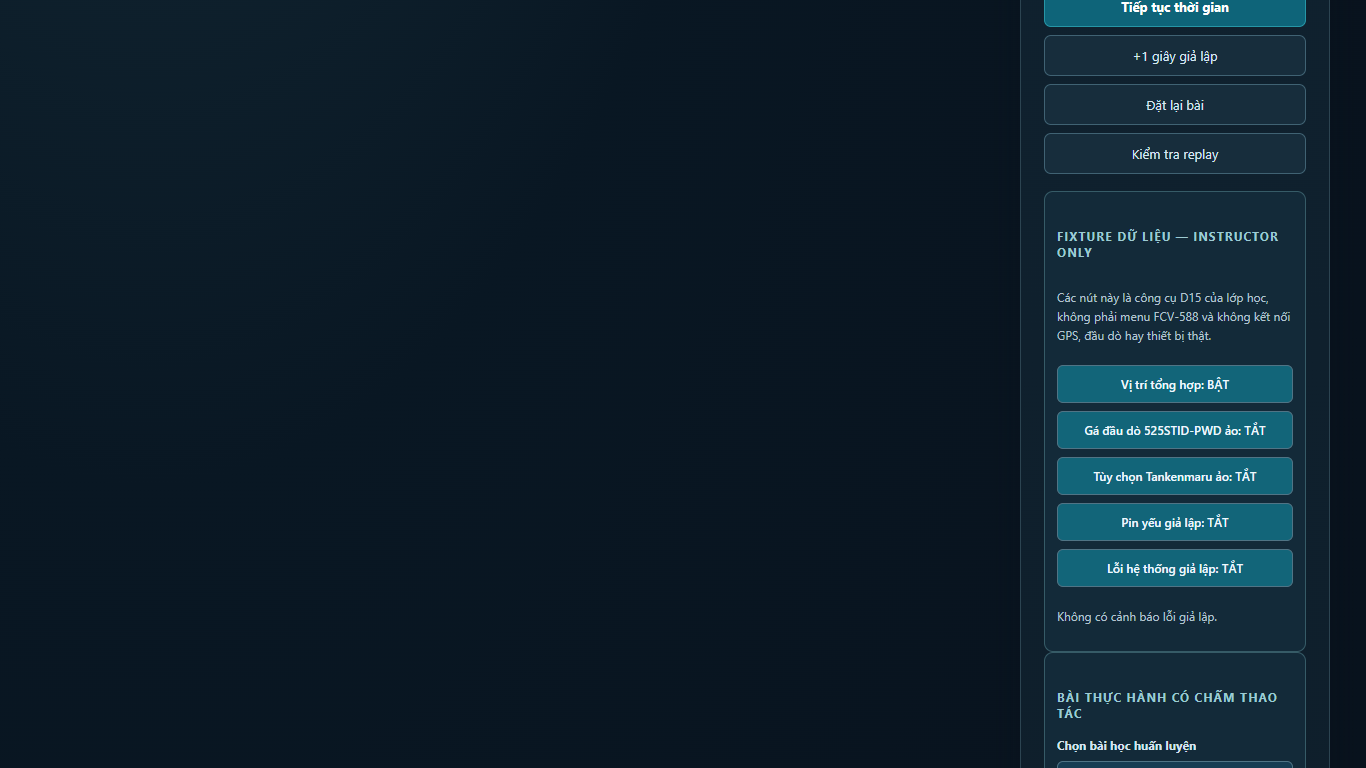 Tiếp tục thời gian
+1 giây giả lập
Đặt lại bài
Kiểm tra replay
FIXTURE DỮ LIỆU — INSTRUCTOR
ONLY
Các nút này là công cụ D15 của lớp học,
không phải menu FCV-588 và không kết nối
GPS, đầu dò hay thiết bị thật.
Vị trí tổng hợp: BẬT
Gá đầu dò 525STID-PWD ảo: TẮT
Tùy chọn Tankenmaru ảo: TẮT
Pin yếu giả lập: TẮT
Lỗi hệ thống giả lập: TẮT
Không có cảnh báo lỗi giả lập.
BÀI THỰC HÀNH CÓ CHẤM THAO
TÁC
Chọn bài học huấn luyện